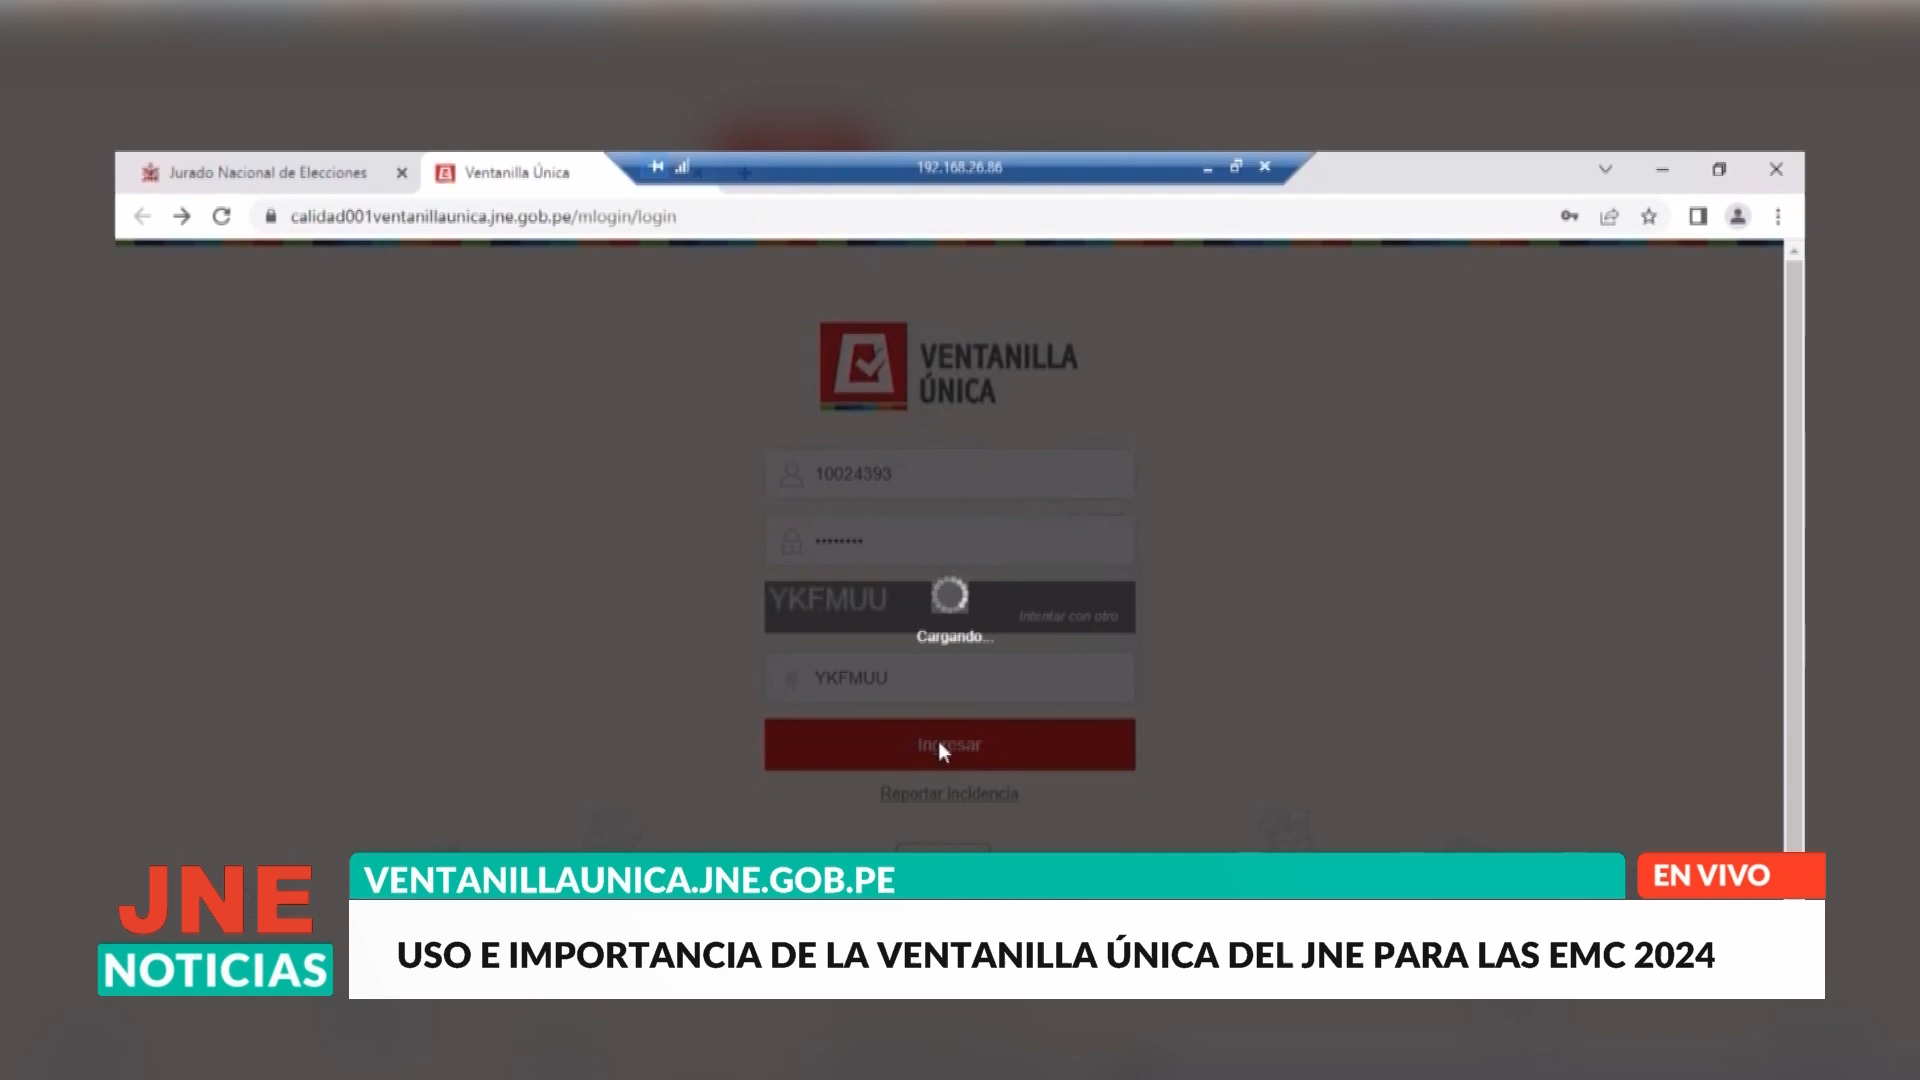 Jurado Nacional de Elecciones
Ventanilla Única
192.168.26.86
calidad001ventanillaunica.jne.gob.pe/mlogin/login
VENTANILLA
ÚNICA
10024393
••••••••
YKFMUU
Intentar con otro
Cargando...
# YKFMUU
Ingresar
Reportar Incidencia
JNE
NOTICIAS
VENTANILLAUNICA.JNE.GOB.PE
EN VIVO
USO E IMPORTANCIA DE LA VENTANILLA ÚNICA DEL JNE PARA LAS EMC 2024